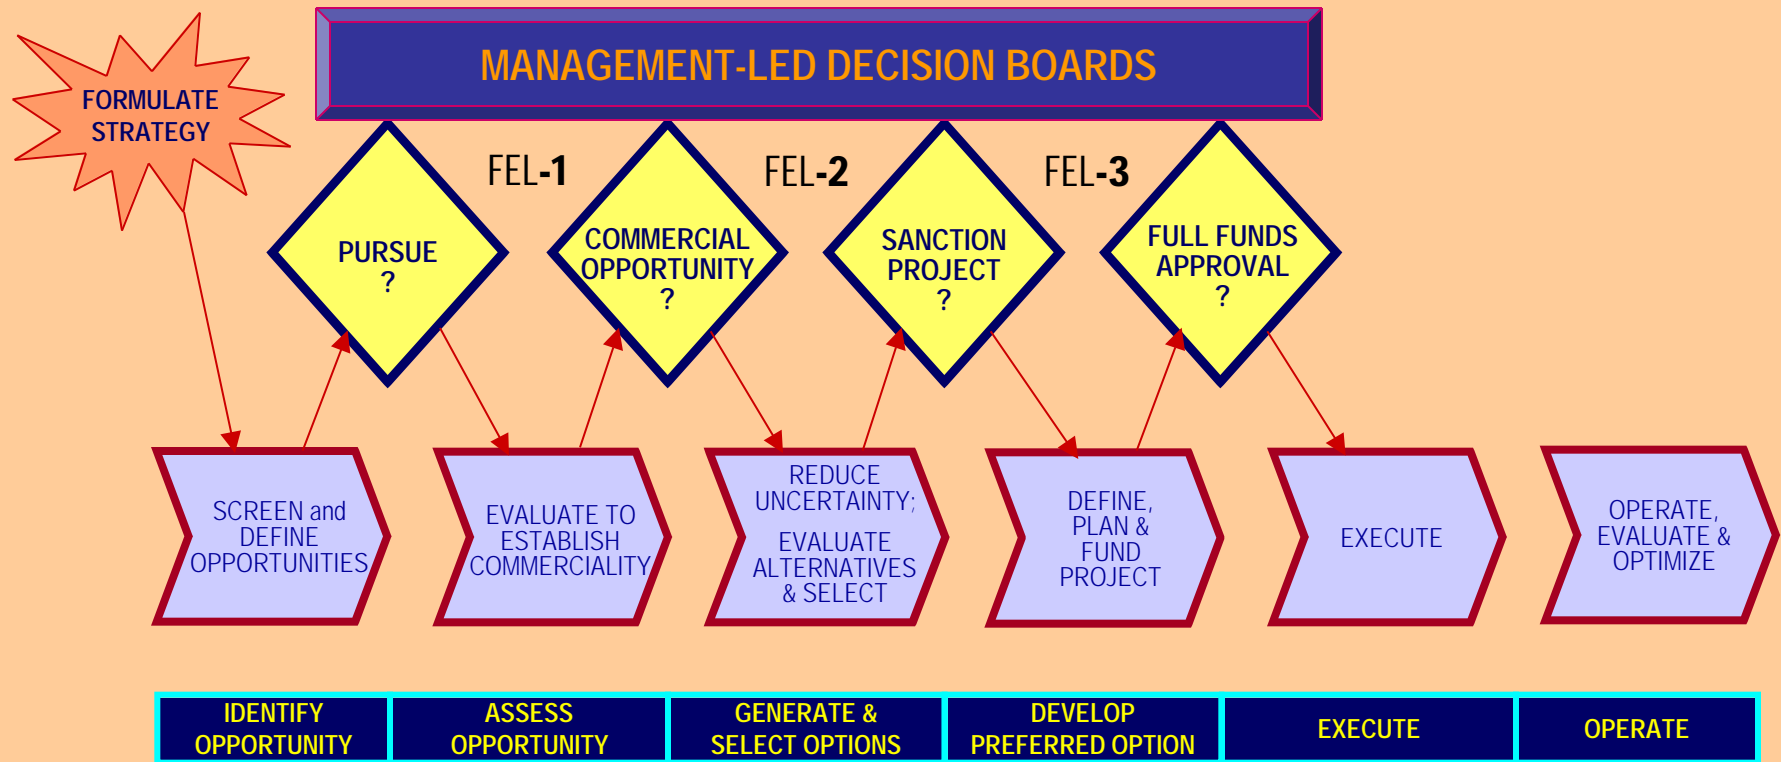 MANAGEMENT-LED DECISION BOARDS
FORMULATE
STRATEGY
FEL-1
FEL-2
FEL-3
PURSUE
?
COMMERCIAL
OPPORTUNITY
?
SANCTION
PROJECT
?
FULL FUNDS
APPROVAL
?
SCREEN and
DEFINE
OPPORTUNITIES
EVALUATE TO
ESTABLISH
COMMERCIALITY
REDUCE
UNCERTAINTY;
EVALUATE
ALTERNATIVES
& SELECT
DEFINE,
PLAN &
FUND
PROJECT
EXECUTE
OPERATE,
EVALUATE &
OPTIMIZE
IDENTIFY
OPPORTUNITY
ASSESS
OPPORTUNITY
GENERATE &
SELECT OPTIONS
DEVELOP
PREFERRED OPTION
EXECUTE
OPERATE